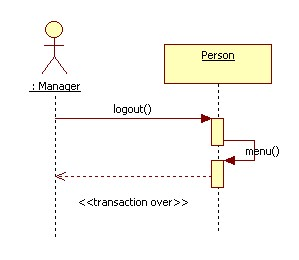 Person
: Manager
logout()
menu()
<<transaction over>>